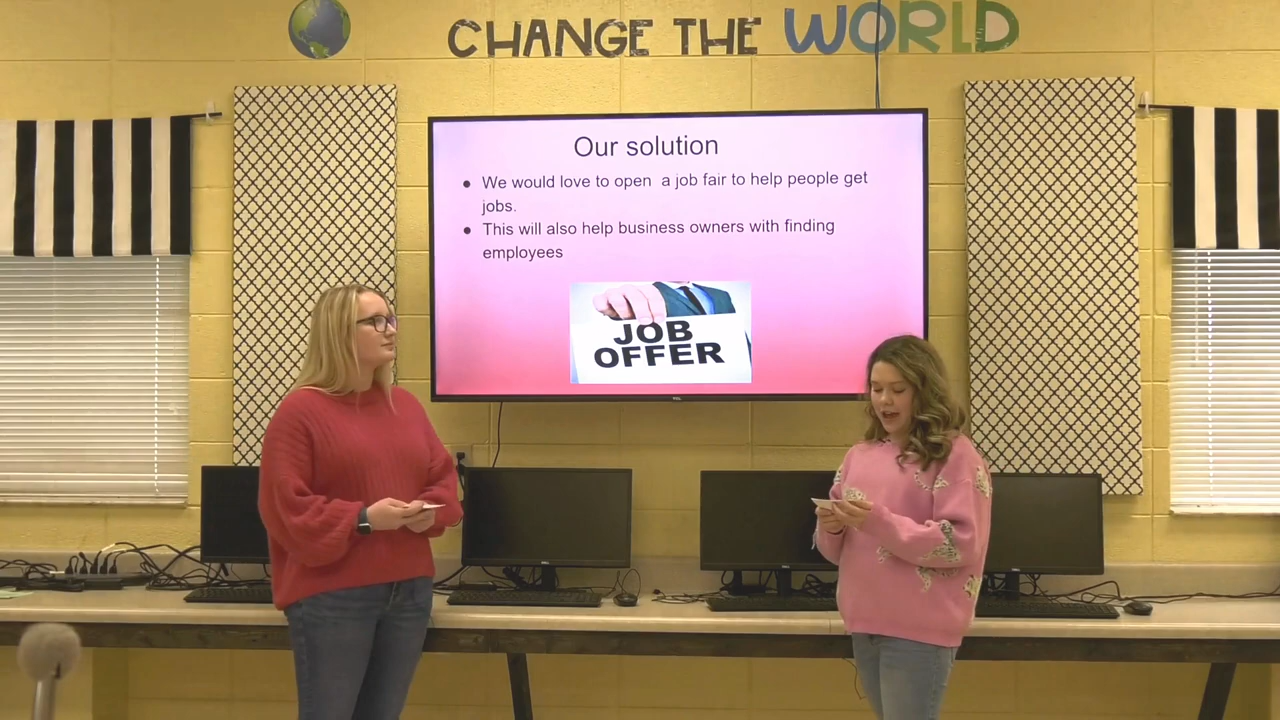 CHANGE THE WORLD
Our solution
● We would love to open a job fair to help people get
jobs.
● This will also help business owners with finding
employees
JOB
OFFER
TCL